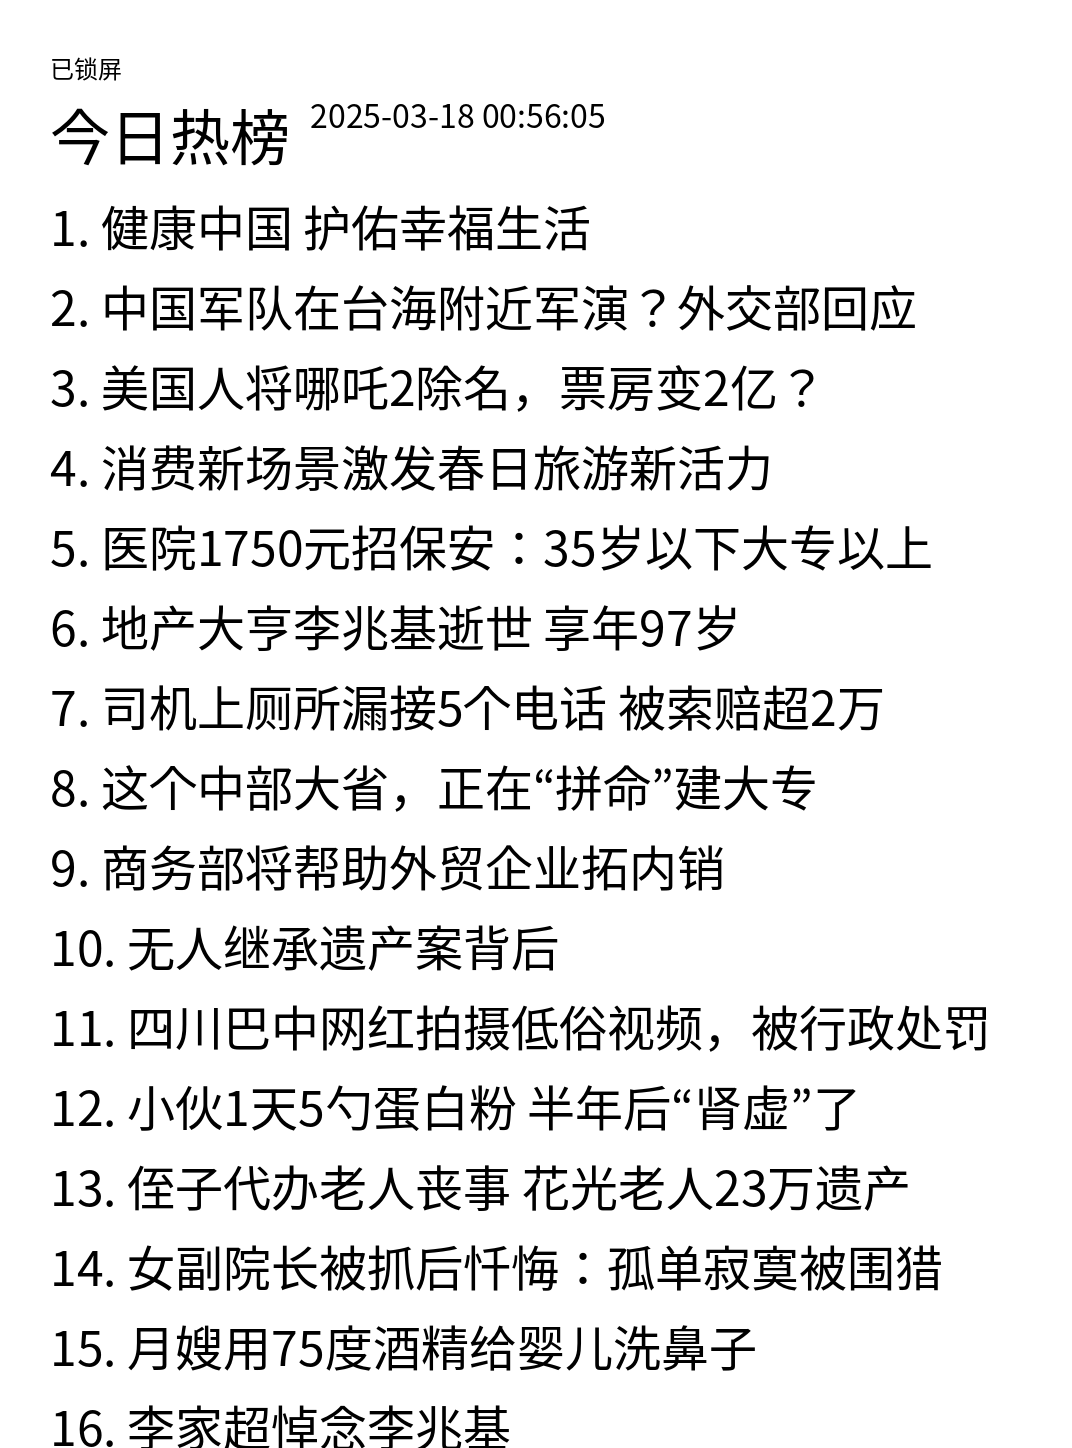 已锁屏
今日热榜 2025-03-18 00:56:05
1. 健康中国 护佑幸福生活
2. 中国军队在台海附近军演？外交部回应
3. 美国人将哪吒2除名，票房变2亿？
4. 消费新场景激发春日旅游新活力
5. 医院1750元招保安：35岁以下大专以上
6. 地产大亨李兆基逝世 享年97岁
7. 司机上厕所漏接5个电话 被索赔超2万
8. 这个中部大省，正在“拼命”建大专
9. 商务部将帮助外贸企业拓内销
10. 无人继承遗产案背后
11. 四川巴中网红拍摄低俗视频，被行政处罚
12. 小伙1天5勺蛋白粉 半年后“肾虚”了
13. 侄子代办老人丧事 花光老人23万遗产
14. 女副院长被抓后忏悔：孤单寂寞被围猎
15. 月嫂用75度酒精给婴儿洗鼻子
16. 李家超悼念李兆基